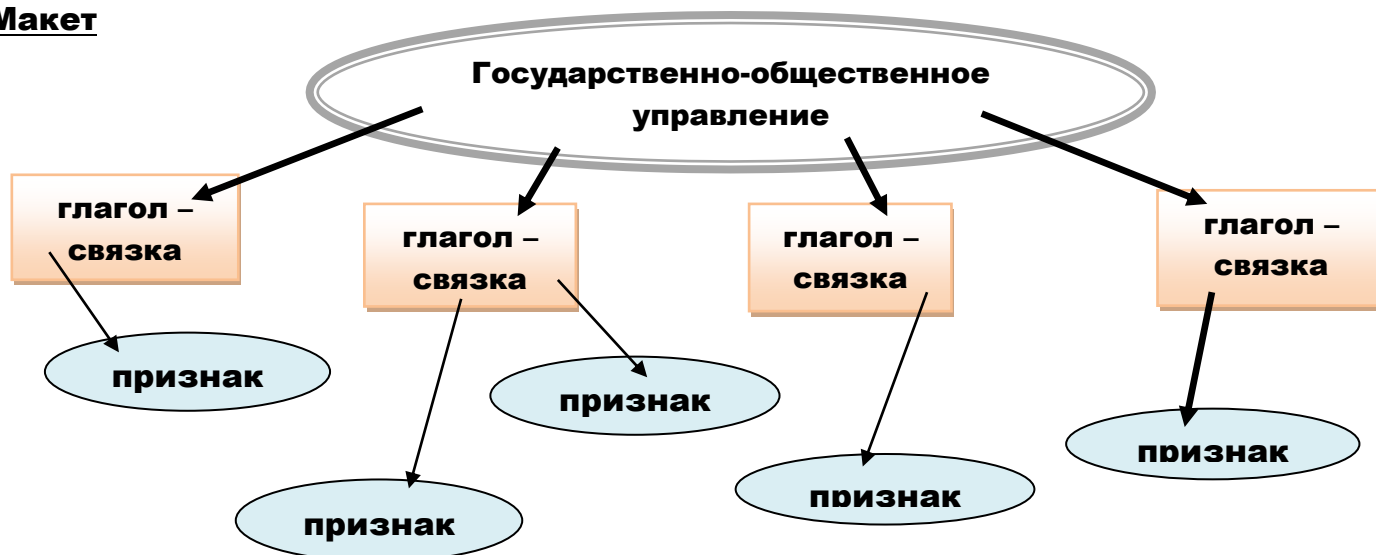 Макет
Государственно-общественное
управление
глагол –
связка
глагол –
связка
глагол –
связка
глагол –
связка
признак
признак
признак
признак
признак